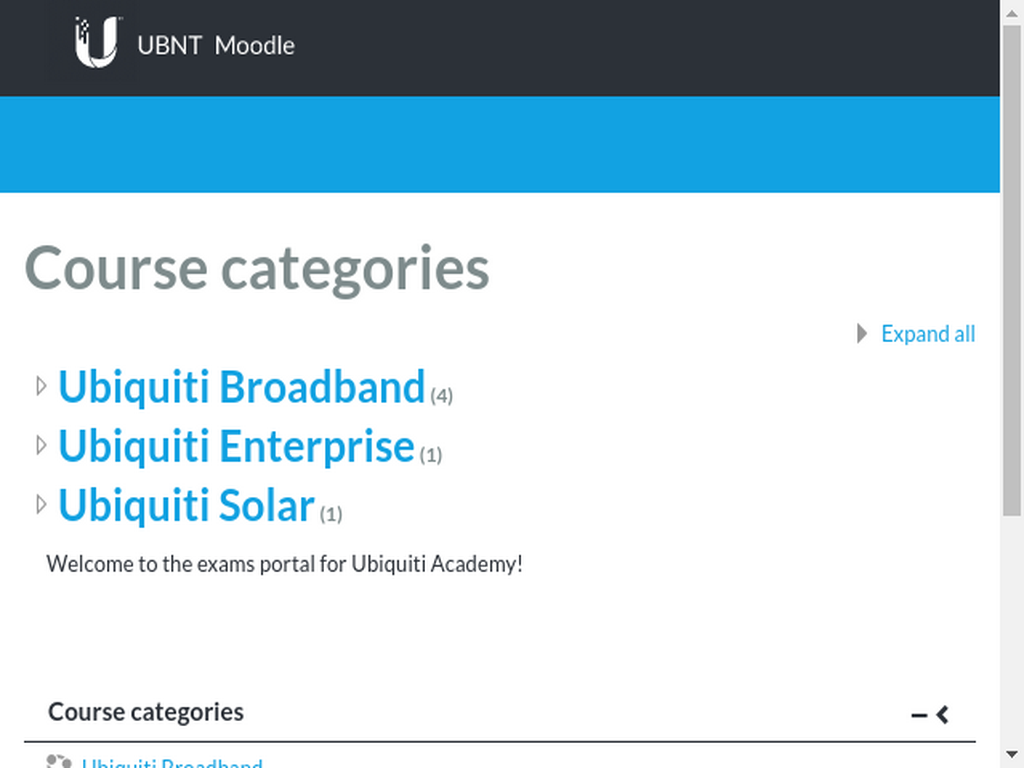 UBNT Moodle
Course categories
Expand all
Ubiquiti Broadband (4)
Ubiquiti Enterprise (1)
Ubiquiti Solar (1)
Welcome to the exams portal for Ubiquiti Academy!
Course categories
Ubiquiti Broadband